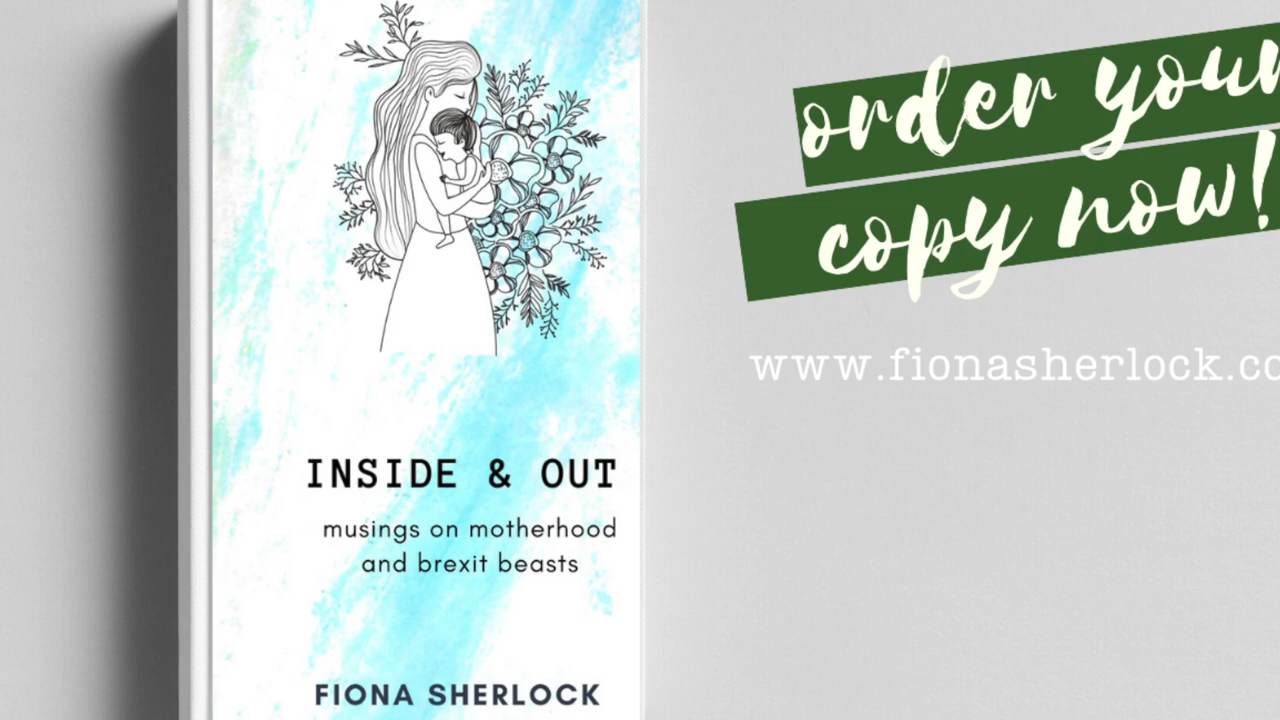 INSIDE & OUT
musings on motherhood
and brexit beasts
FIONA SHERLOCK
order your
copy now!
www.fionasherlock.co